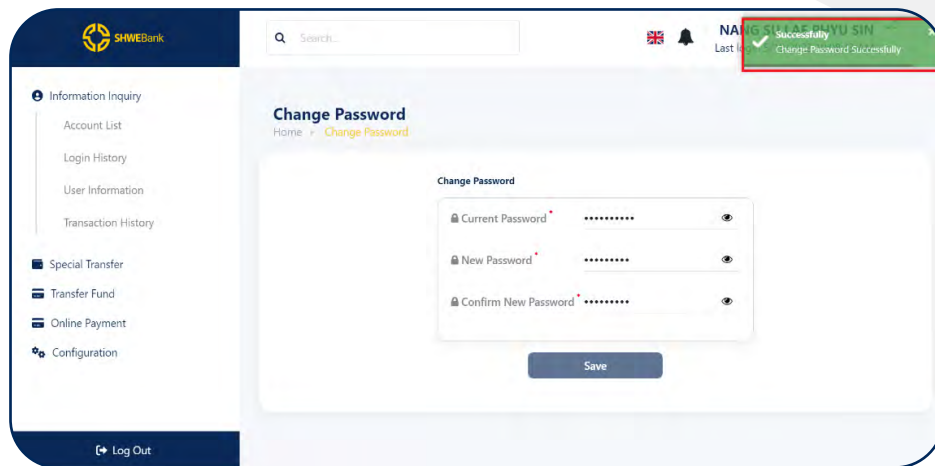 SHWEBank
Search...
NANG SU LAE PHYU SIN
Last
Successfully
Change Password Successfully
Information Inquiry
Account List
Login History
User Information
Transaction History
Special Transfer
Transfer Fund
Online Payment
Configuration
Log Out
Change Password
Home Change Password
Change Password
Current Password *
New Password *
Confirm New Password *
Save